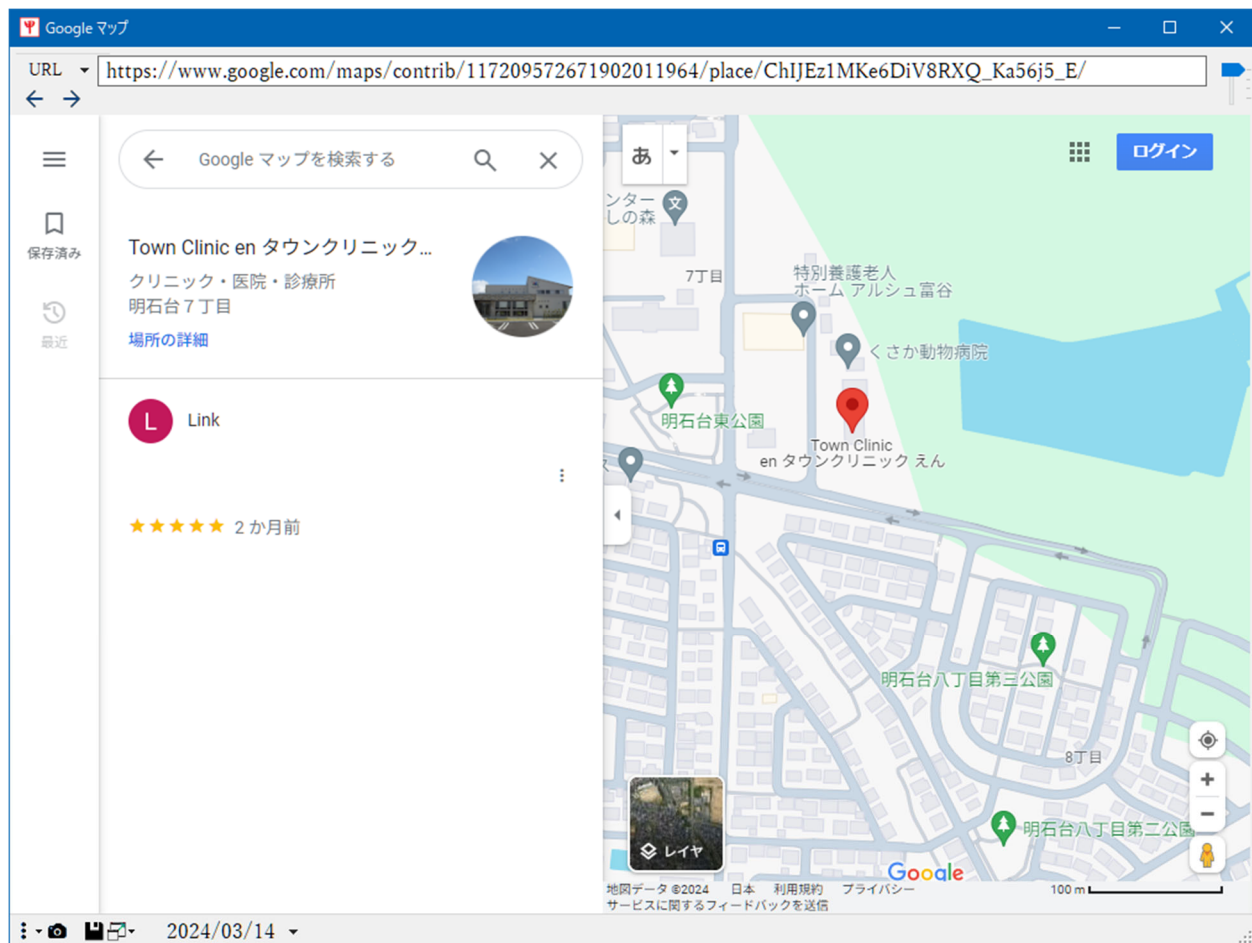 Google マップ
URL
https://www.google.com/maps/contrib/117209572671902011964/place/ChIJEz1MKe6DiV8RXQ_Ka56j5_E/
Google マップを検索する
保存済み
最近
Town Clinic en タウンクリニック...
クリニック・医院・診療所
明石台７丁目
場所の詳細
L
Link
2 か月前
あ
ログイン
ンター
しの森
文
7丁目
特別養護老人
ホーム アルシュ富谷
くさか動物病院
明石台東公園
Town Clinic
en タウンクリニック えん
明石台八丁目第三公園
8丁目
明石台八丁目第二公園
レイヤ
Google
地図データ ©2024 日本 利用規約 プライバシー
サービスに関するフィードバックを送信
100 m
2024/03/14